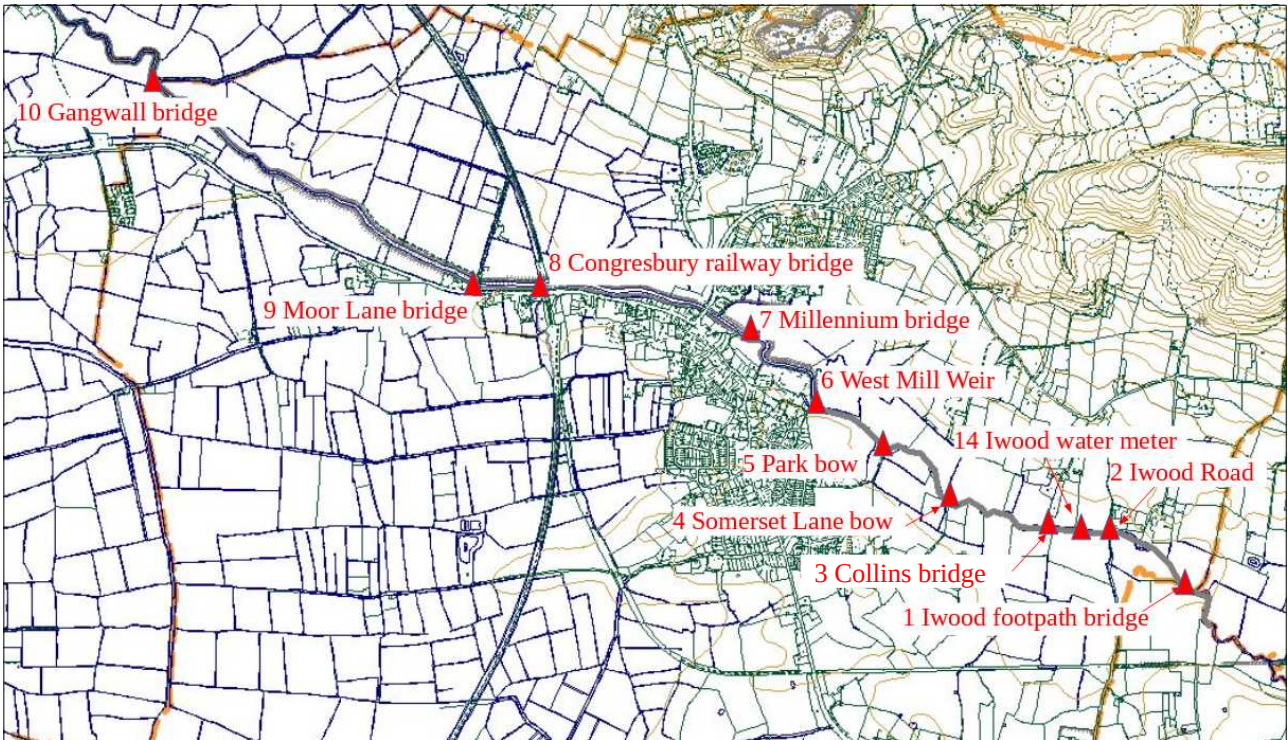 10 Gangwall bridge
8 Congresbury railway bridge
9 Moor Lane bridge
7 Millennium bridge
6 West Mill Weir
14 Iwood water meter
5 Park bow
2 Iwood Road
4 Somerset Lane bow
3 Collins bridge
1 Iwood footpath bridge